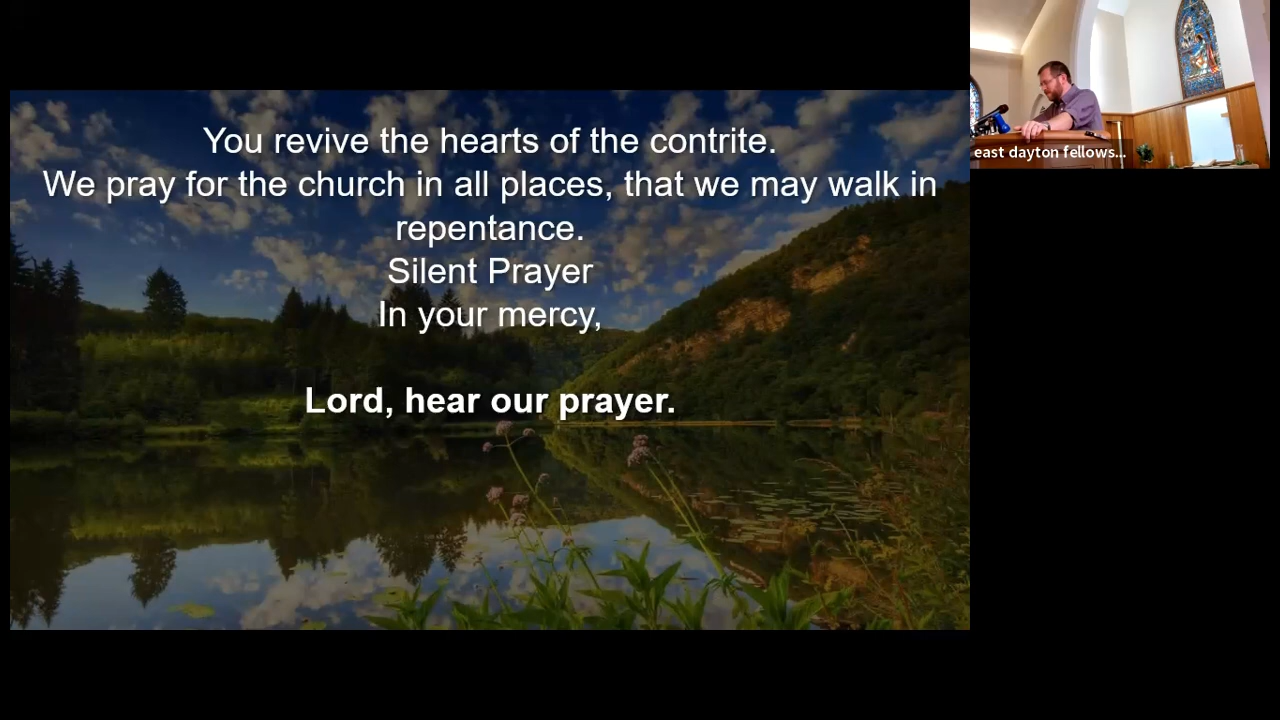 You revive the hearts of the contrite.
We pray for the church in all places, that we may walk in
repentance.
Silent Prayer
In your mercy,
Lord, hear our prayer.
east dayton fellows...